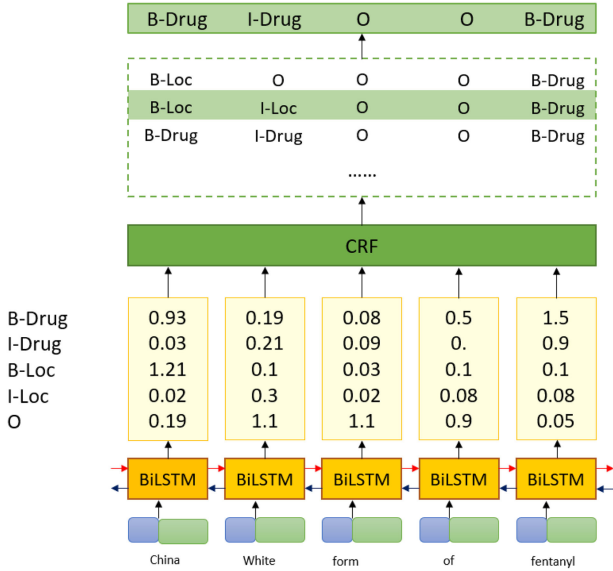 B-Drug I-Drug O O B-Drug
B-Loc O O O B-Drug
B-Loc I-Loc O O B-Drug
B-Drug I-Drug O O B-Drug
......
CRF
B-Drug 0.93 0.19 0.08 0.5 1.5
I-Drug 0.03 0.21 0.09 0. 0.9
B-Loc 1.21 0.1 0.03 0.1 0.1
I-Loc 0.02 0.3 0.02 0.08 0.08
O 0.19 1.1 1.1 0.9 0.05
BiLSTM BiLSTM BiLSTM BiLSTM BiLSTM
China White form of fentanyl